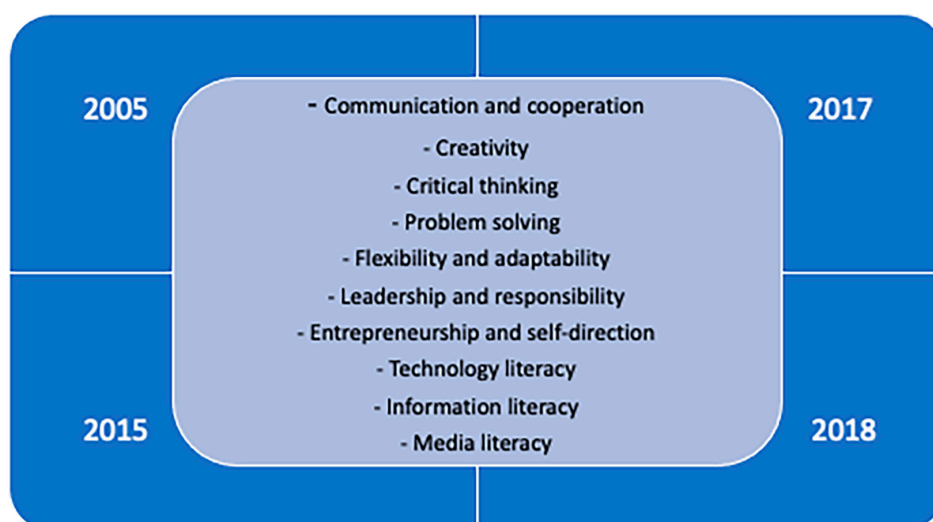 2005
2017
- Communication and cooperation
- Creativity
- Critical thinking
- Problem solving
- Flexibility and adaptability
- Leadership and responsibility
- Entrepreneurship and self-direction
- Technology literacy
- Information literacy
- Media literacy
2015
2018